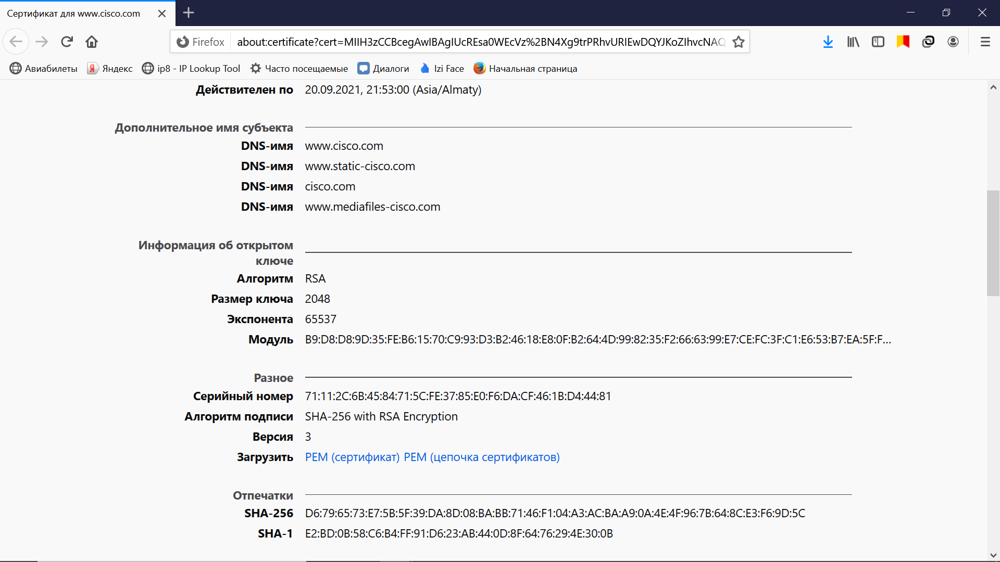 Сертификат для www.cisco.com
Firefox about:certificate?cert=MIIH3zCCBcegAwIBAgIUcREsa0WEcVz%2BN4Xg9trPRhvURIEwDQYJKoZIhvcNAQ
Авиабилеты Яндекс ip8 - IP Lookup Tool Часто посещаемые Диалоги Izi Face Начальная страница
Действителен по 20.09.2021, 21:53:00 (Asia/Almaty)
Дополнительное имя субъекта
DNS-имя www.cisco.com
DNS-имя www.static-cisco.com
DNS-имя cisco.com
DNS-имя www.mediafiles-cisco.com
Информация об открытом
ключе
Алгоритм RSA
Размер ключа 2048
Экспонента 65537
Модуль B9:D8:D8:9D:35:FE:B6:15:70:C9:93:D3:B2:46:18:E8:0F:B2:64:4D:99:82:35:F2:66:63:99:E7:CE:FC:3F:C1:E6:53:B7:EA:5F:F...
Разное
Серийный номер 71:11:2C:6B:45:84:71:5C:FE:37:85:E0:F6:DA:CF:46:1B:D4:44:81
Алгоритм подписи SHA-256 with RSA Encryption
Версия 3
Загрузить PEM (сертификат) PEM (цепочка сертификатов)
Отпечатки
SHA-256 D6:79:65:73:E7:5B:5F:39:DA:8D:08:BA:BB:71:46:F1:04:A3:AC:BA:A9:0A:4E:4F:96:7B:64:8C:E3:F6:9D:5C
SHA-1 E2:BD:0B:58:C6:B4:FF:91:D6:23:AB:44:0D:8F:64:76:29:4E:30:0B